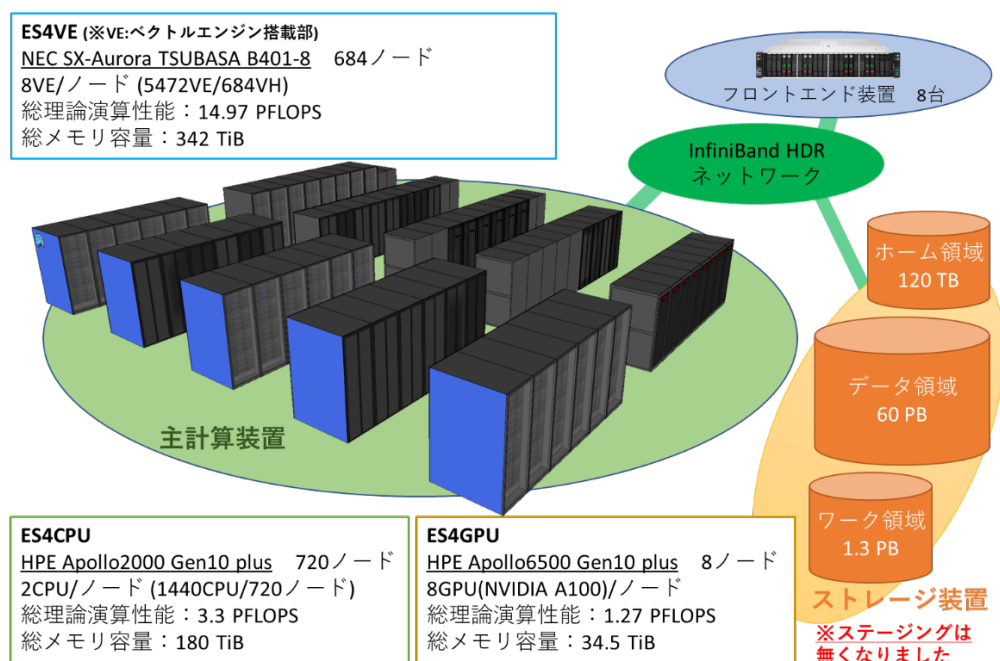 ES4VE (※VE:ベクトルエンジン搭載部)
NEC SX-Aurora TSUBASA B401-8 684ノード
8VE/ノード (5472VE/684VH)
総理論演算性能：14.97 PFLOPS
総メモリ容量：342 TiB
フロントエンド装置 8台
InfiniBand HDR
ネットワーク
ホーム領域
120 TB
データ領域
60 PB
ワーク領域
1.3 PB
ストレージ装置
※ステージングは
無くなりました
主計算装置
ES4CPU
HPE Apollo2000 Gen10 plus 720ノード
2CPU/ノード (1440CPU/720ノード)
総理論演算性能：3.3 PFLOPS
総メモリ容量：180 TiB
ES4GPU
HPE Apollo6500 Gen10 plus 8ノード
8GPU(NVIDIA A100)/ノード
総理論演算性能：1.27 PFLOPS
総メモリ容量：34.5 TiB